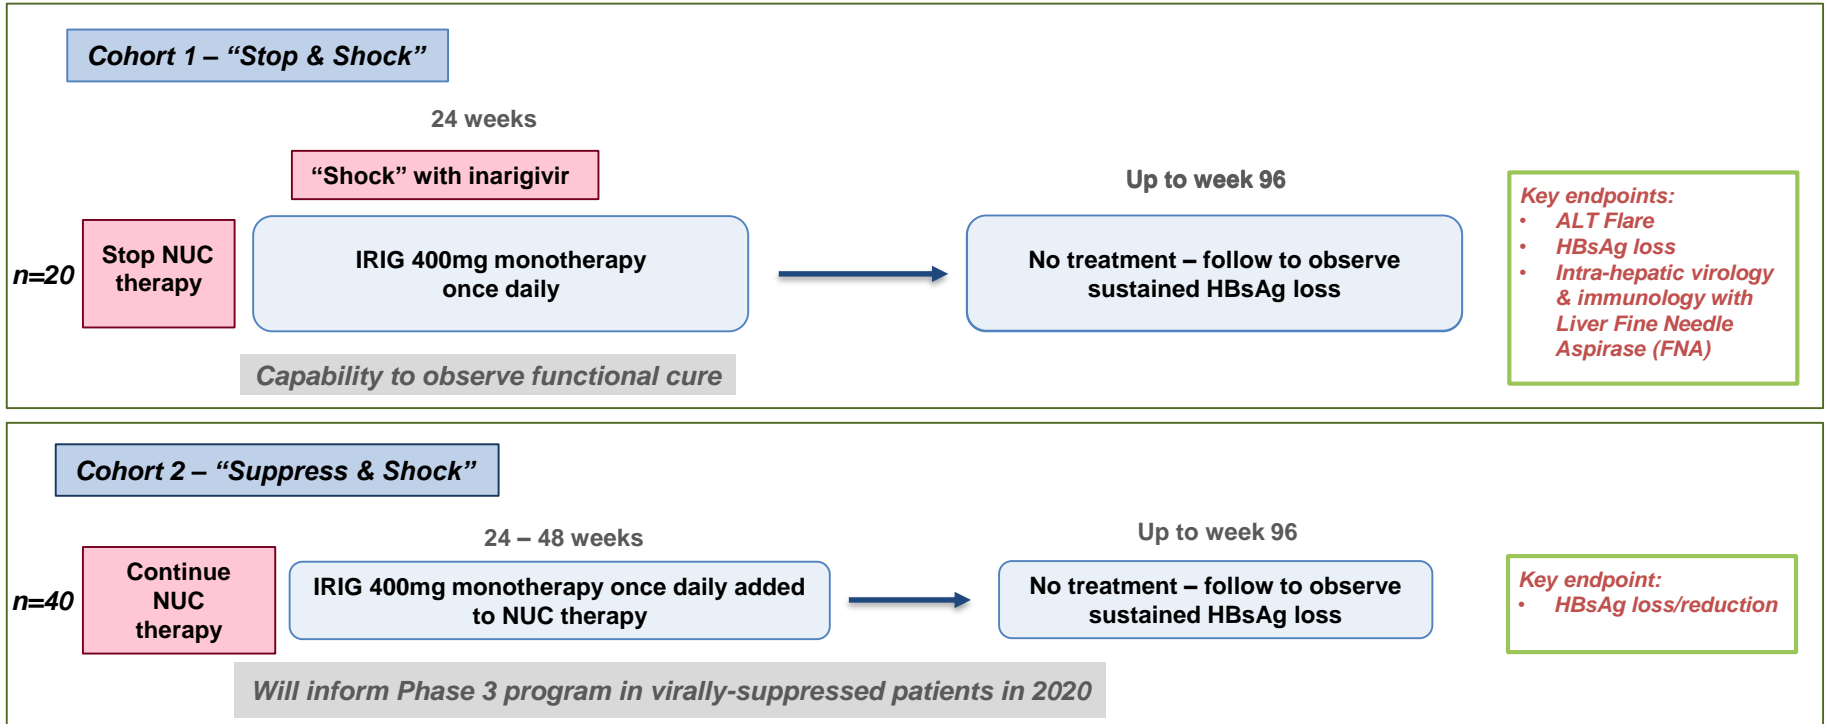 Cohort 1 – “Stop & Shock”
24 weeks
“Shock” with inarigivir
Up to week 96
n=20
Stop NUC
therapy
IRIG 400mg monotherapy
once daily
No treatment – follow to observe
sustained HBsAg loss
Key endpoints:
• ALT Flare
• HBsAg loss
• Intra-hepatic virology
& immunology with
Liver Fine Needle
Aspirase (FNA)
Capability to observe functional cure
Cohort 2 – “Suppress & Shock”
24 – 48 weeks
Up to week 96
n=40
Continue
NUC
therapy
IRIG 400mg monotherapy once daily added
to NUC therapy
No treatment – follow to observe
sustained HBsAg loss
Key endpoint:
• HBsAg loss/reduction
Will inform Phase 3 program in virally-suppressed patients in 2020